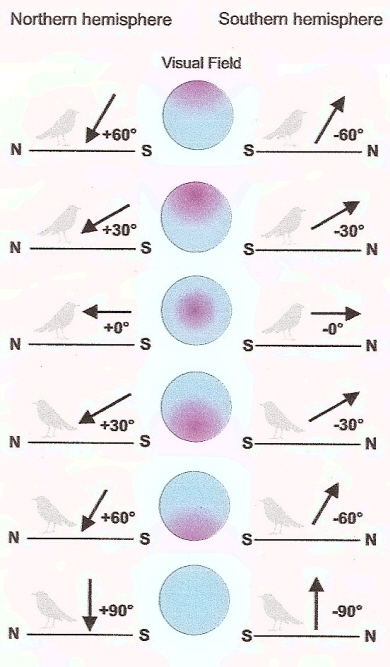 Northern hemisphere Southern hemisphere
Visual Field
+60° -60°
N S S N
+30° -30°
N S S N
+0° -0°
N S S N
+30° -30°
N S S N
+60° -60°
N S S N
+90° -90°
N S S N